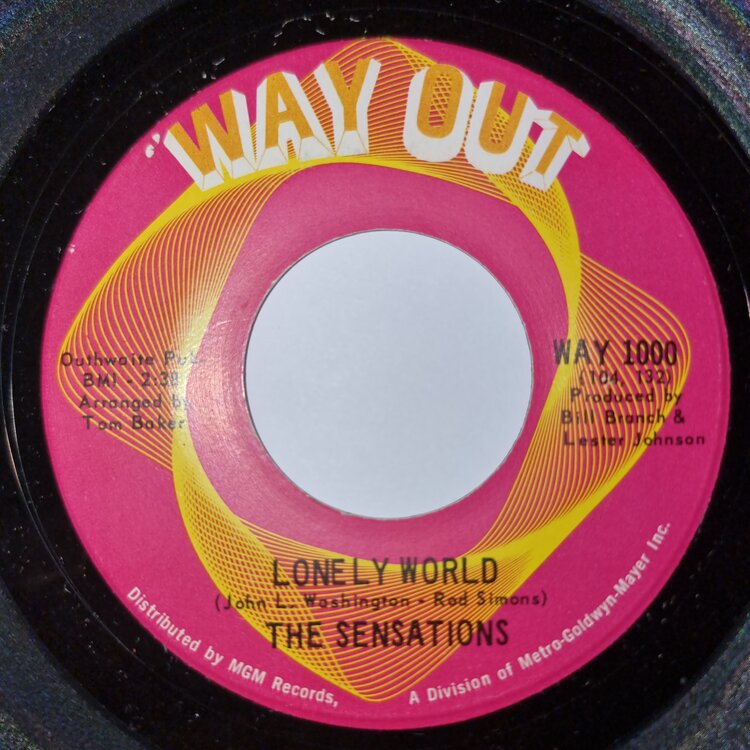 WAY OUT
Outhwaite Pub.
BMI - 2:38
Arranged by
Tom Baker
WAY 1000
(104, 132)
Produced by
Bill Branch &
Lester Johnson
LONELY WORLD
(John L. Washington - Rod Simons)
THE SENSATIONS
Distributed by MGM Records, A Division of Metro-Goldwyn-Mayer Inc.